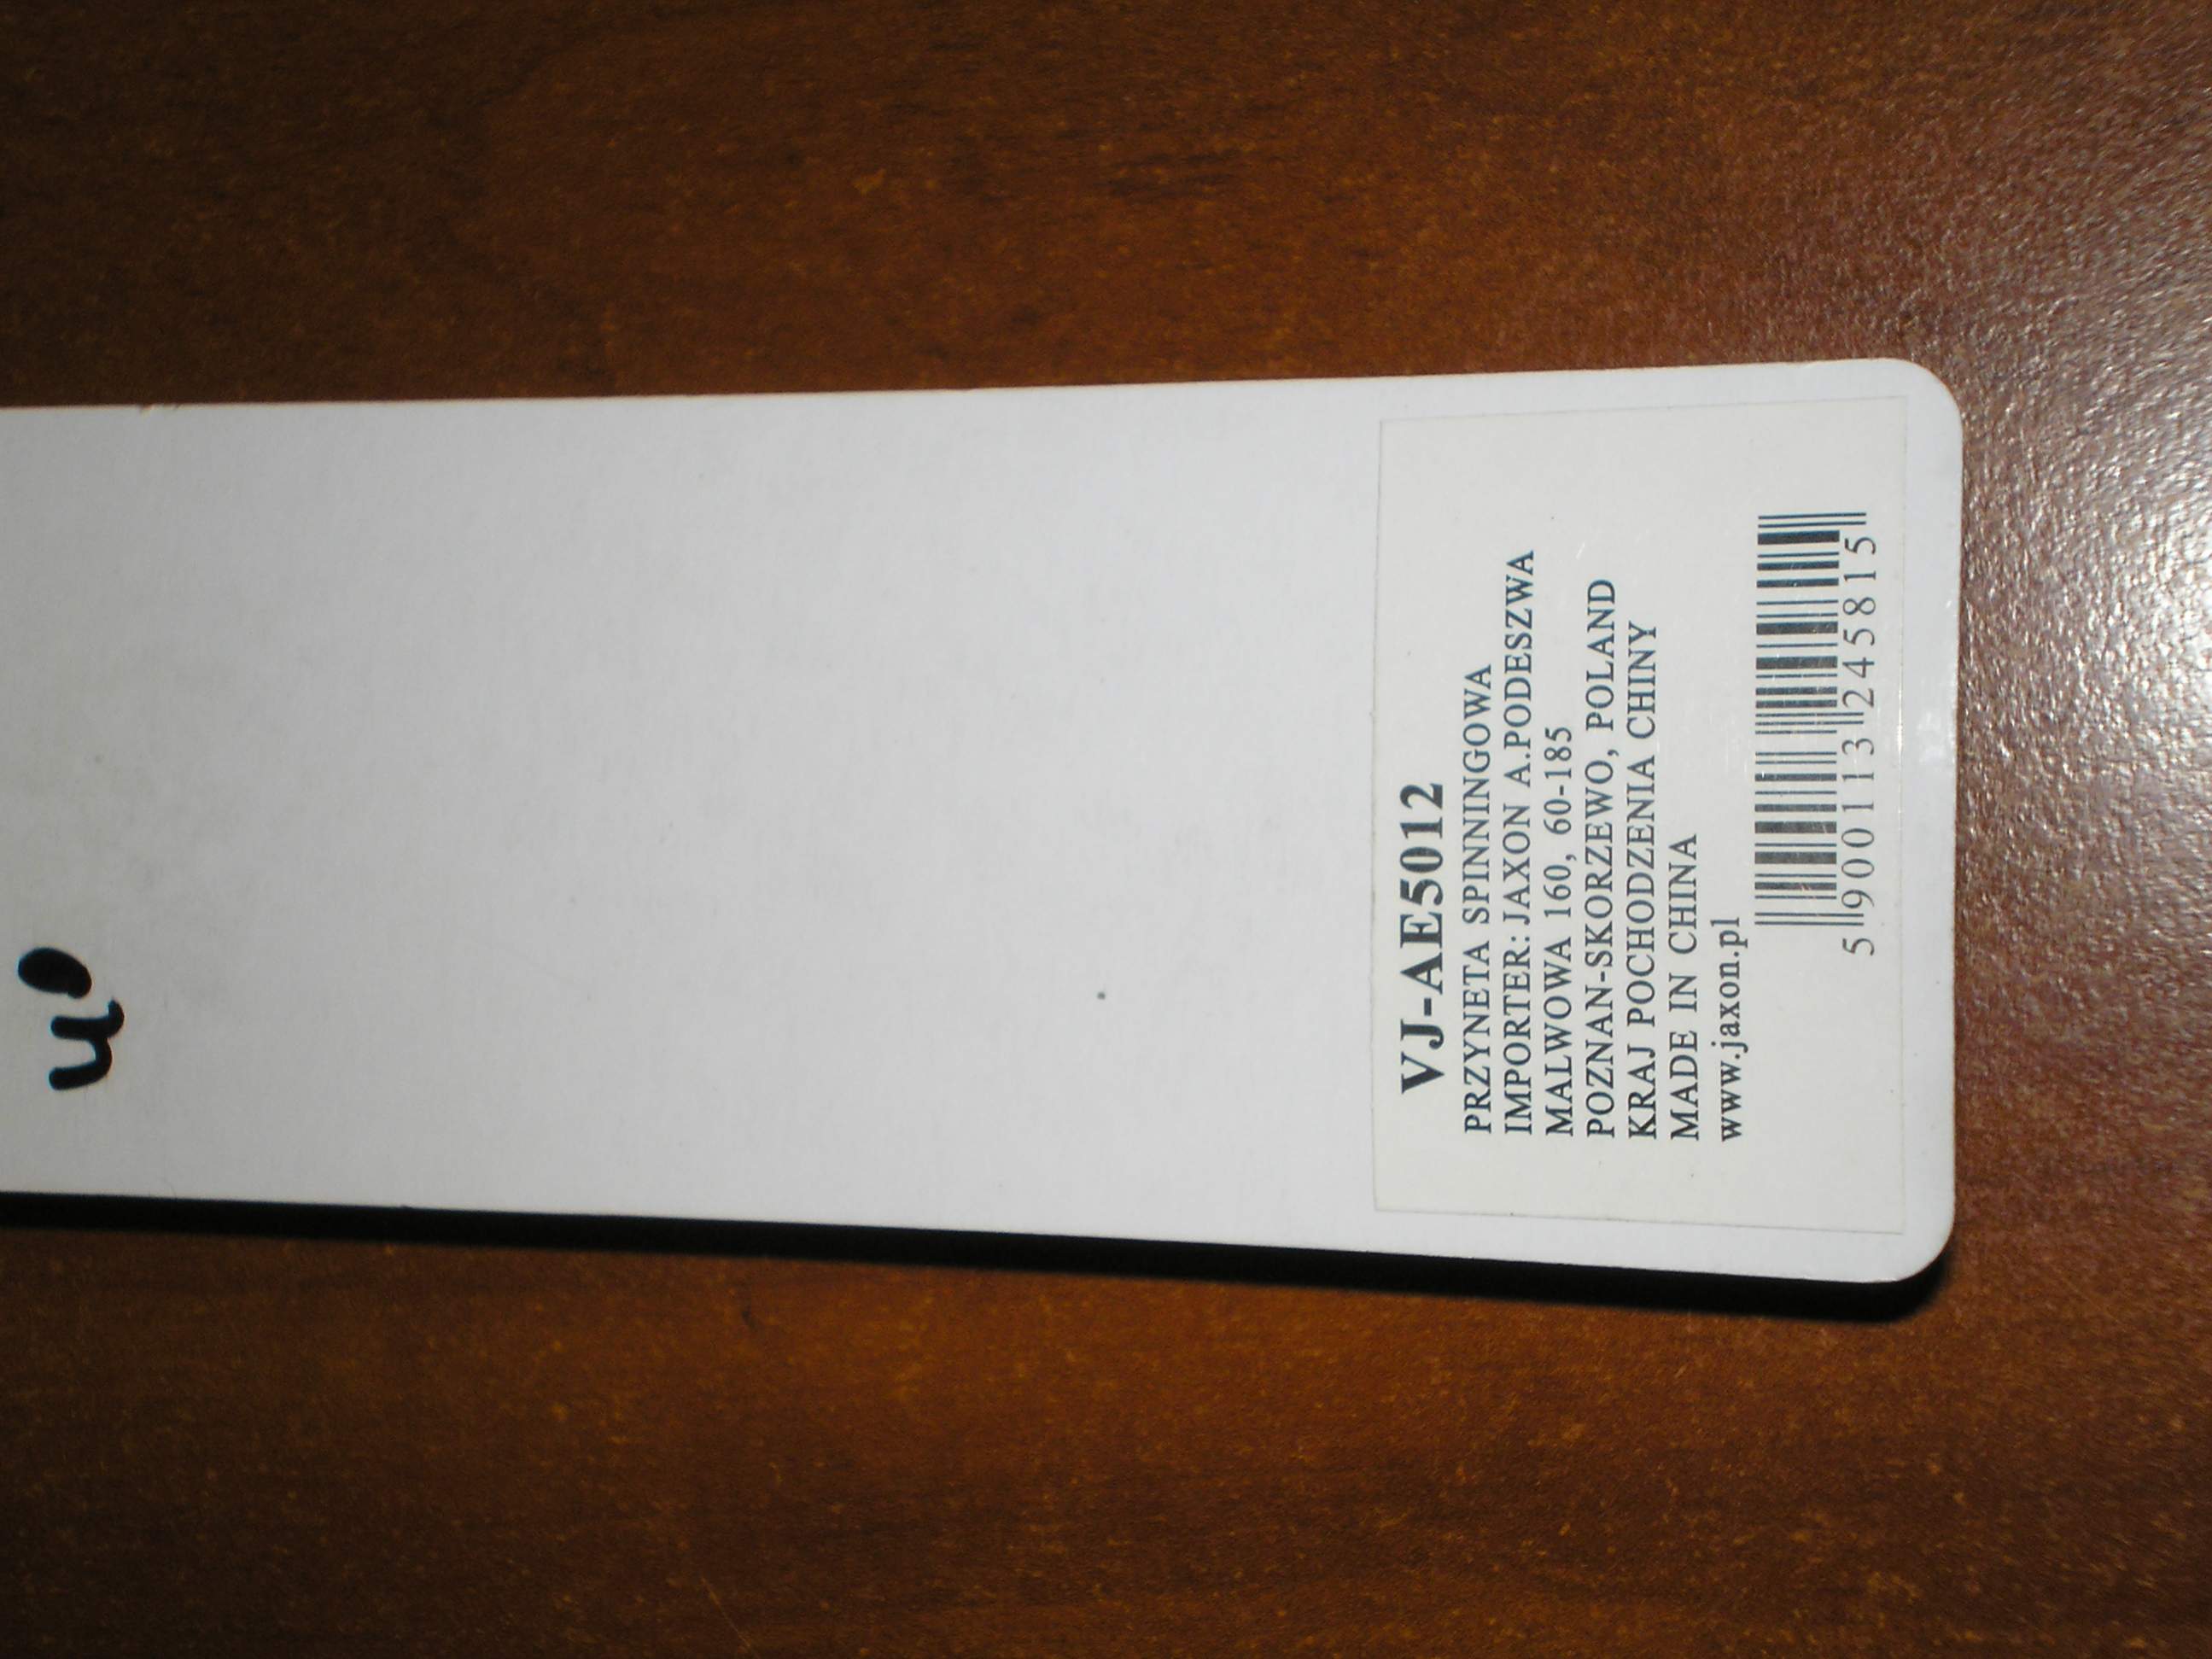 VJ-AE5012
PRZYNETA SPINNINGOWA
IMPORTER: JAXON A.PODESZWA
MALWOWA 160, 60-185
POZNAN-SKORZEWO, POLAND
KRAJ POCHODZENIA CHINY
MADE IN CHINA
www.jaxon.pl
5 900113 245815